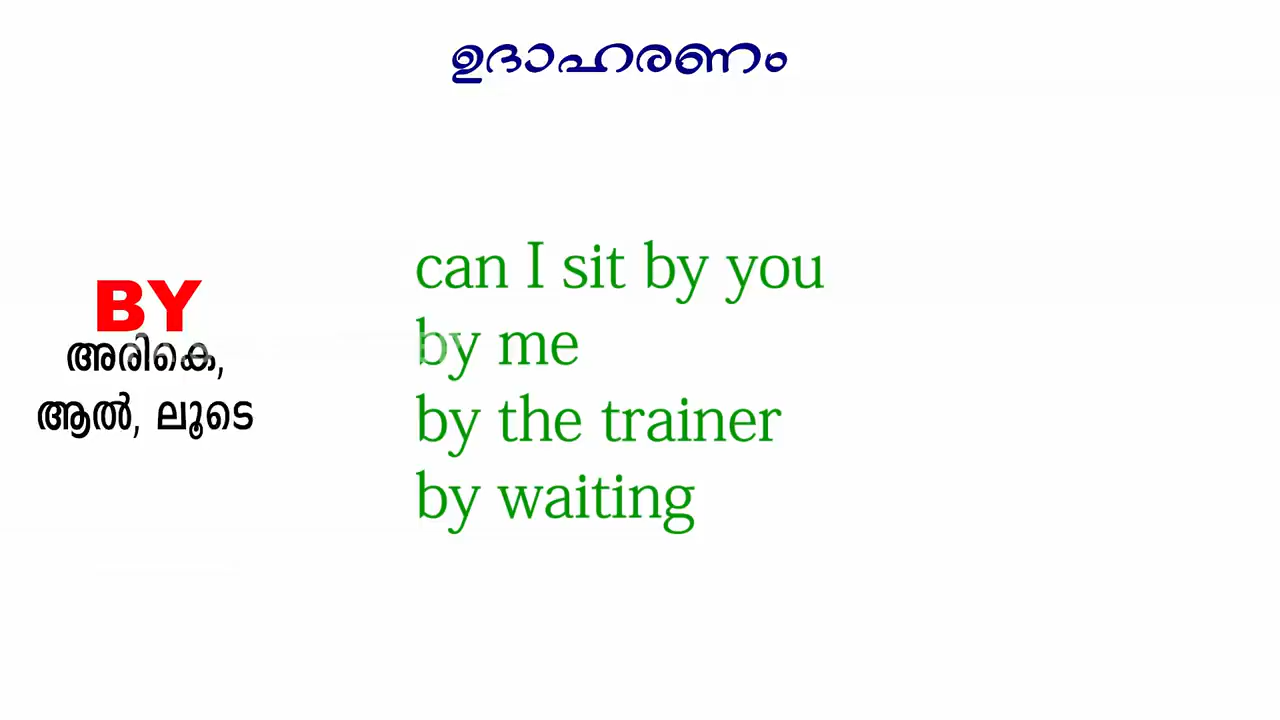 ഉദാഹരണം
BY
അരികെ,
ആൽ, ലൂടെ
can I sit by you
by me
by the trainer
by waiting